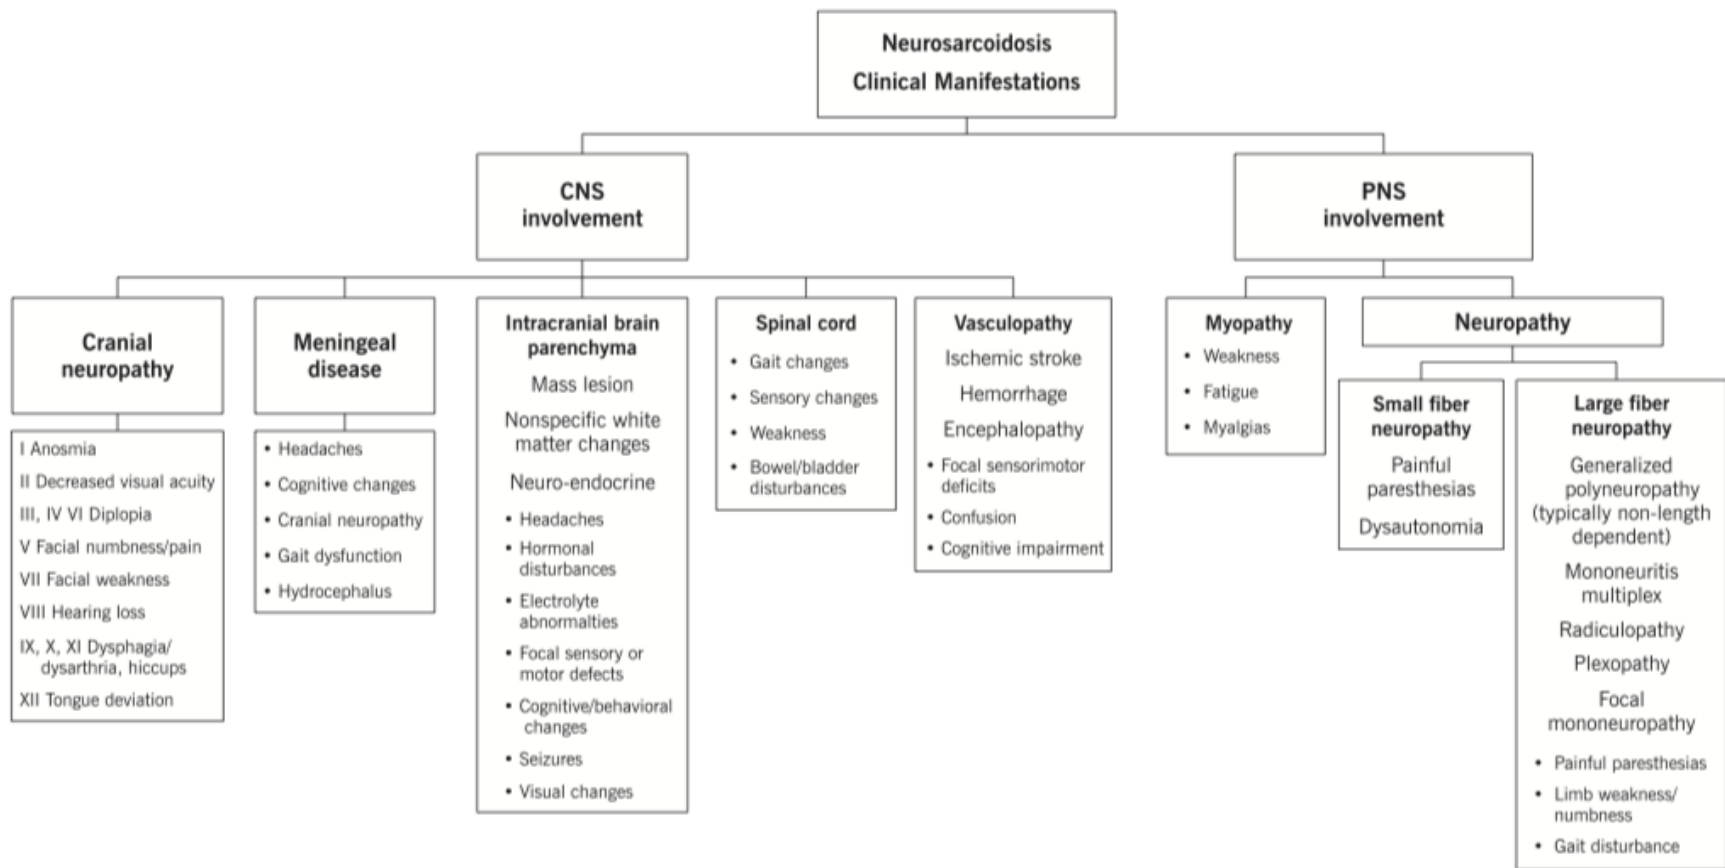 Neurosarcoidosis
Clinical Manifestations
CNS
involvement
PNS
involvement
Cranial
neuropathy
I Anosmia
II Decreased visual acuity
III, IV VI Diplopia
V Facial numbness/pain
VII Facial weakness
VIII Hearing loss
IX, X, XI Dysphagia/
dysarthria, hiccups
XII Tongue deviation
Meningeal
disease
• Headaches
• Cognitive changes
• Cranial neuropathy
• Gait dysfunction
• Hydrocephalus
Intracranial brain
parenchyma
Mass lesion
Nonspecific white
matter changes
Neuro-endocrine
• Headaches
• Hormonal
disturbances
• Electrolyte
abnormalties
• Focal sensory or
motor defects
• Cognitive/behavioral
changes
• Seizures
• Visual changes
Spinal cord
• Gait changes
• Sensory changes
• Weakness
• Bowel/bladder
disturbances
Vasculopathy
Ischemic stroke
Hemorrhage
Encephalopathy
• Focal sensorimotor
deficits
• Confusion
• Cognitive impairment
Myopathy
• Weakness
• Fatigue
• Myalgias
Neuropathy
Small fiber
neuropathy
Painful
paresthesias
Dysautonomia
Large fiber
neuropathy
Generalized
polyneuropathy
(typically non-length
dependent)
Mononeuritis
multiplex
Radiculopathy
Plexopathy
Focal
mononeuropathy
• Painful paresthesias
• Limb weakness/
numbness
• Gait disturbance